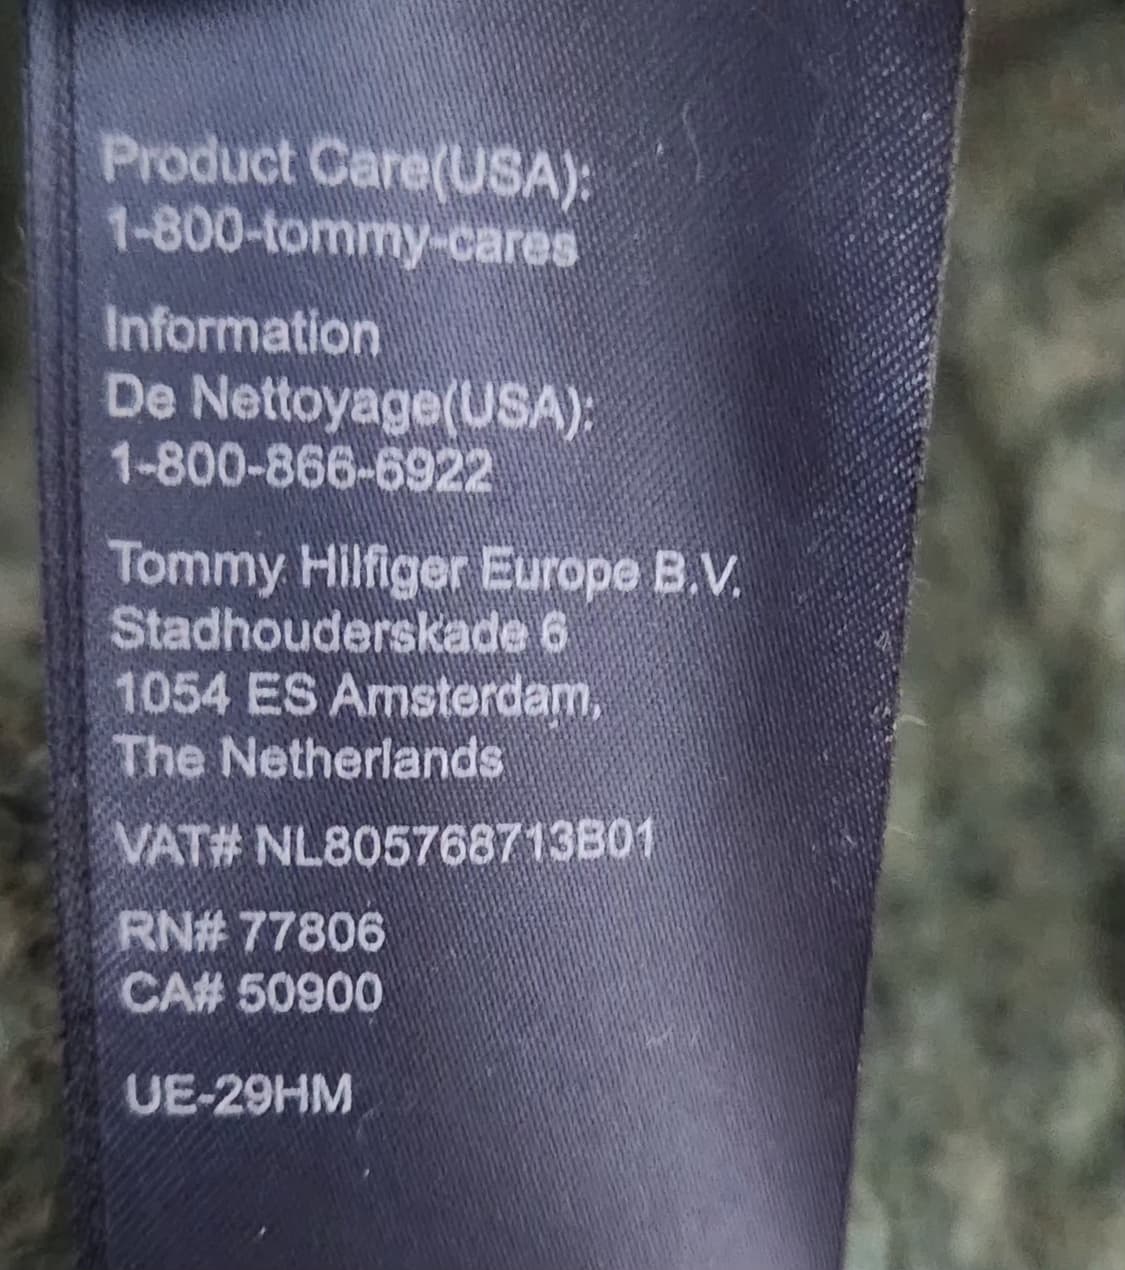 Product Care(USA):
1-800-tommy-cares
Information
De Nettoyage(USA):
1-800-866-6922
Tommy Hilfiger Europe B.V.
Stadhouderskade 6
1054 ES Amsterdam,
The Netherlands
VAT# NL805768713B01
RN# 77806
CA# 50900
UE-29HM